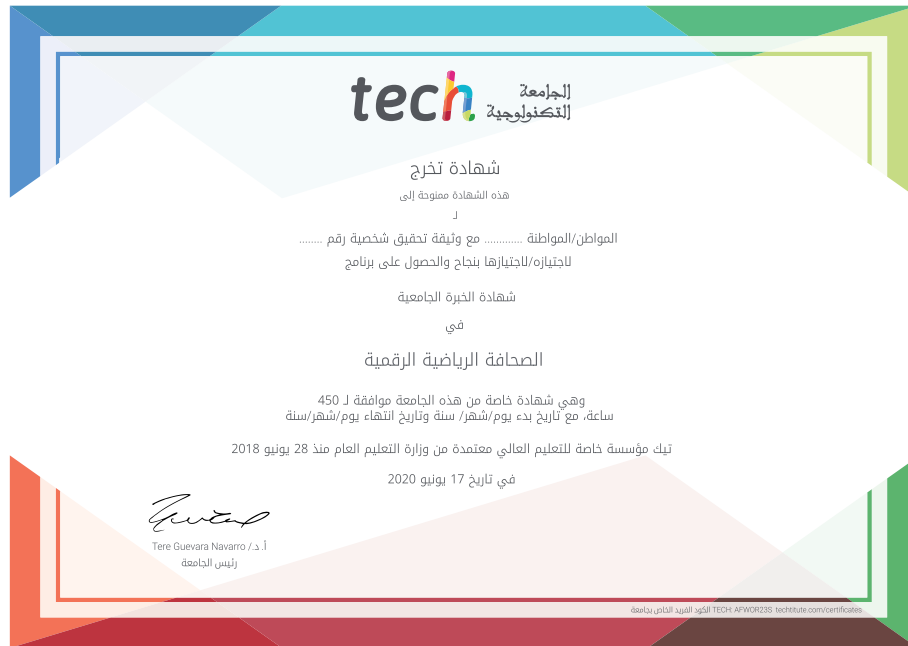 tech الجامعة
التكنولوجية
شهادة تخرج
هذه الشهادة ممنوحة إلى
لـ
المواطن/المواطنة ............ مع وثيقة تحقيق شخصية رقم ........
لاجتيازه/لاجتيازها بنجاح والحصول على برنامج
شهادة الخبرة الجامعية
في
الصحافة الرياضية الرقمية
وهي شهادة خاصة من هذه الجامعة موافقة لـ 450
ساعة، مع تاريخ بدء يوم/شهر/ سنة وتاريخ انتهاء يوم/شهر/سنة
تيك مؤسسة خاصة للتعليم العالي معتمدة من وزارة التعليم العام منذ 28 يونيو 2018
في تاريخ 17 يونيو 2020
أ. د./ Tere Guevara Navarro
رئيس الجامعة
الكود الفريد الخاص بجامعة TECH: AFWOR23S techtitute.com/certificates